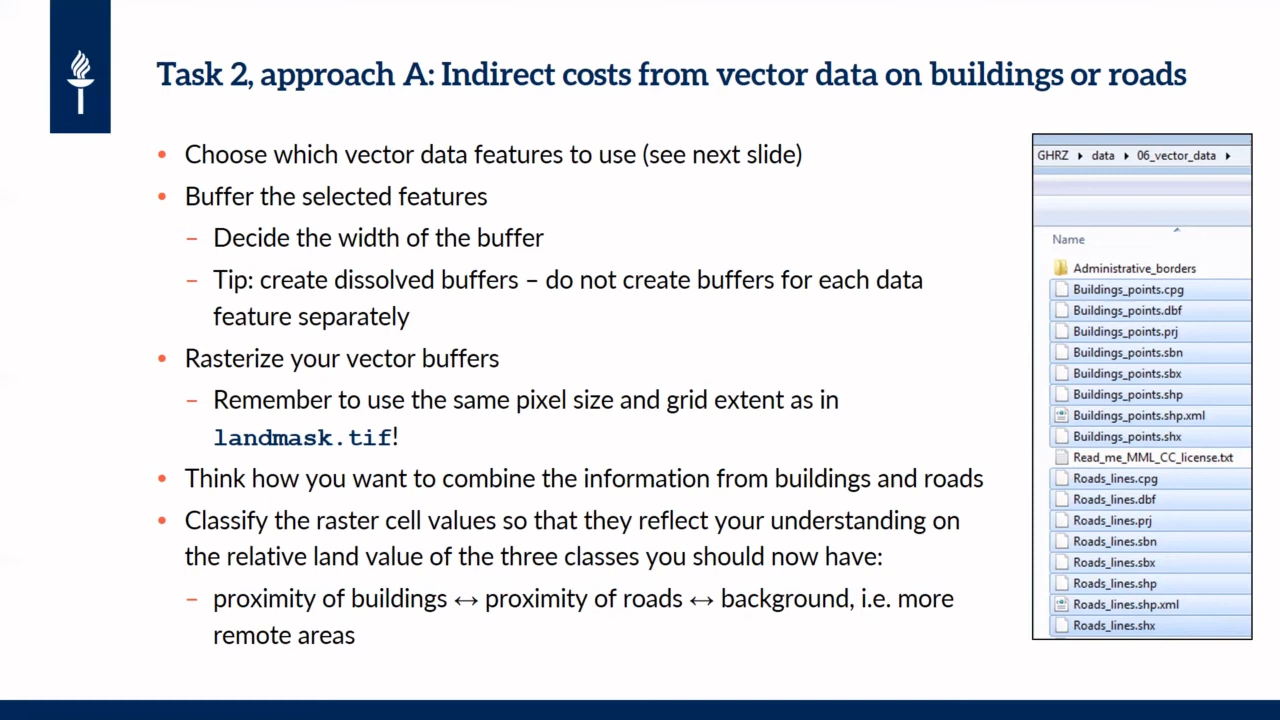 Task 2, approach A: Indirect costs from vector data on buildings or roads
• Choose which vector data features to use (see next slide)
• Buffer the selected features
– Decide the width of the buffer
– Tip: create dissolved buffers – do not create buffers for each data
feature separately
• Rasterize your vector buffers
– Remember to use the same pixel size and grid extent as in
landmask.tif!
• Think how you want to combine the information from buildings and roads
• Classify the raster cell values so that they reflect your understanding on
the relative land value of the three classes you should now have:
– proximity of buildings ↔ proximity of roads ↔ background, i.e. more
remote areas
GHRZ ▸ data ▸ 06_vector_data ▸
Name
Administrative_borders
Buildings_points.cpg
Buildings_points.dbf
Buildings_points.prj
Buildings_points.sbn
Buildings_points.sbx
Buildings_points.shp
Buildings_points.shp.xml
Buildings_points.shx
Read_me_MML_CC_license.txt
Roads_lines.cpg
Roads_lines.dbf
Roads_lines.prj
Roads_lines.sbn
Roads_lines.sbx
Roads_lines.shp
Roads_lines.shp.xml
Roads_lines.shx